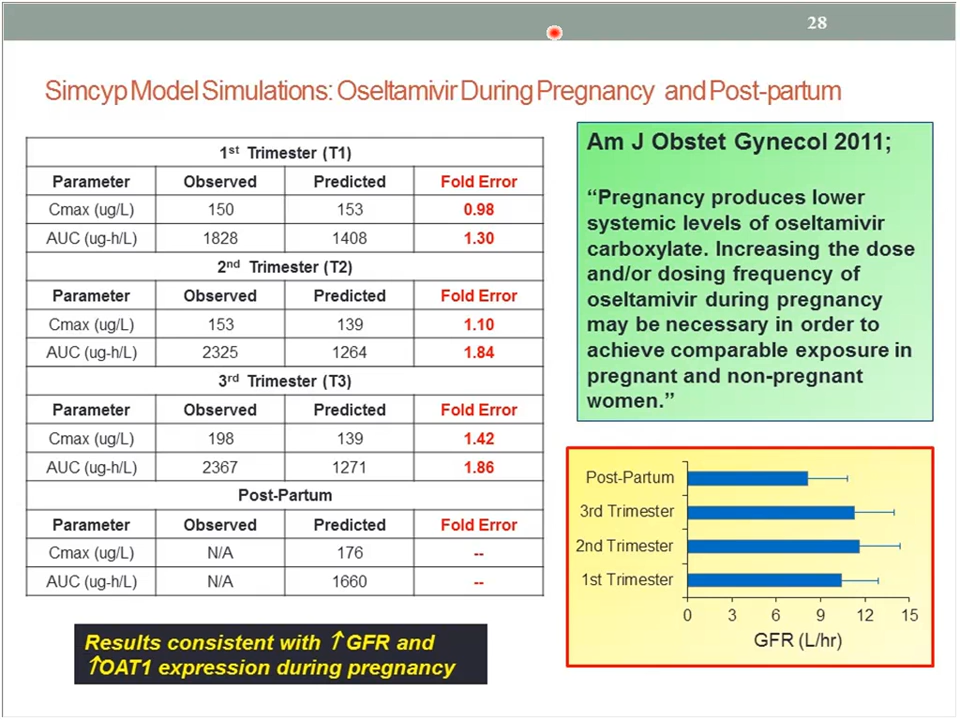 28
Simcyp Model Simulations: Oseltamivir During Pregnancy and Post-partum
1st Trimester (T1)
Parameter Observed Predicted Fold Error
Cmax (ug/L) 150 153 0.98
AUC (ug-h/L) 1828 1408 1.30
2nd Trimester (T2)
Parameter Observed Predicted Fold Error
Cmax (ug/L) 153 139 1.10
AUC (ug-h/L) 2325 1264 1.84
3rd Trimester (T3)
Parameter Observed Predicted Fold Error
Cmax (ug/L) 198 139 1.42
AUC (ug-h/L) 2367 1271 1.86
Post-Partum
Parameter Observed Predicted Fold Error
Cmax (ug/L) N/A 176 --
AUC (ug-h/L) N/A 1660 --
Results consistent with ↑GFR and
↑OAT1 expression during pregnancy
Am J Obstet Gynecol 2011;
“Pregnancy produces lower
systemic levels of oseltamivir
carboxylate. Increasing the dose
and/or dosing frequency of
oseltamivir during pregnancy
may be necessary in order to
achieve comparable exposure in
pregnant and non-pregnant
women.”
Post-Partum
3rd Trimester
2nd Trimester
1st Trimester
0 3 6 9 12 15
GFR (L/hr)